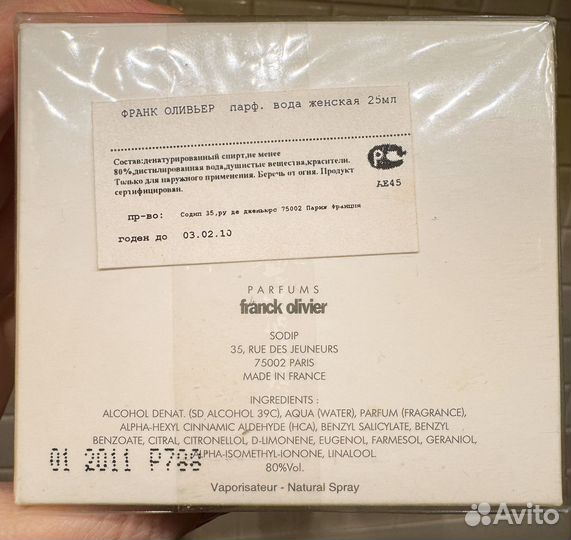 ФРАНК ОЛИВЬЕР парф. вода женская 25мл
Состав:денатурированный спирт,не менее
80%,дистилированная вода,душистые вещества,красители.
Только для наружного применения. Беречь от огня. Продукт
сертифицирован.
РС
АЕ45
пр-во: Содип 35,ру де дженьюрс 75002 Париж Франция
годен до 03.02.10
PARFUMS
franck olivier
SODIP
35, RUE DES JEUNEURS
75002 PARIS
MADE IN FRANCE
INGREDIENTS :
ALCOHOL DENAT. (SD ALCOHOL 39C), AQUA (WATER), PARFUM (FRAGRANCE),
ALPHA-HEXYL CINNAMIC ALDEHYDE (HCA), BENZYL SALICYLATE, BENZYL
BENZOATE, CITRAL, CITRONELLOL, D-LIMONENE, EUGENOL, FARMESOL, GERANIOL,
ALPHA-ISOMETHYL-IONONE, LINALOOL.
01 2011 P788
80%Vol.
Vaporisateur - Natural Spray
Avito